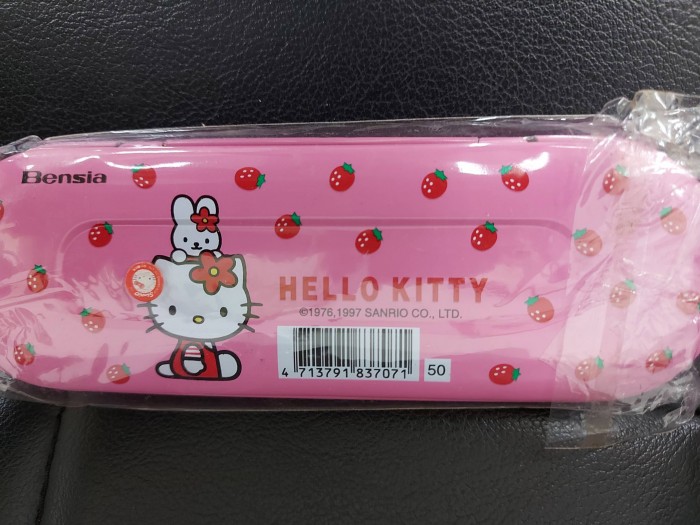 Bensia
HELLO KITTY
©1976,1997 SANRIO CO., LTD.
4 713791 837071
50